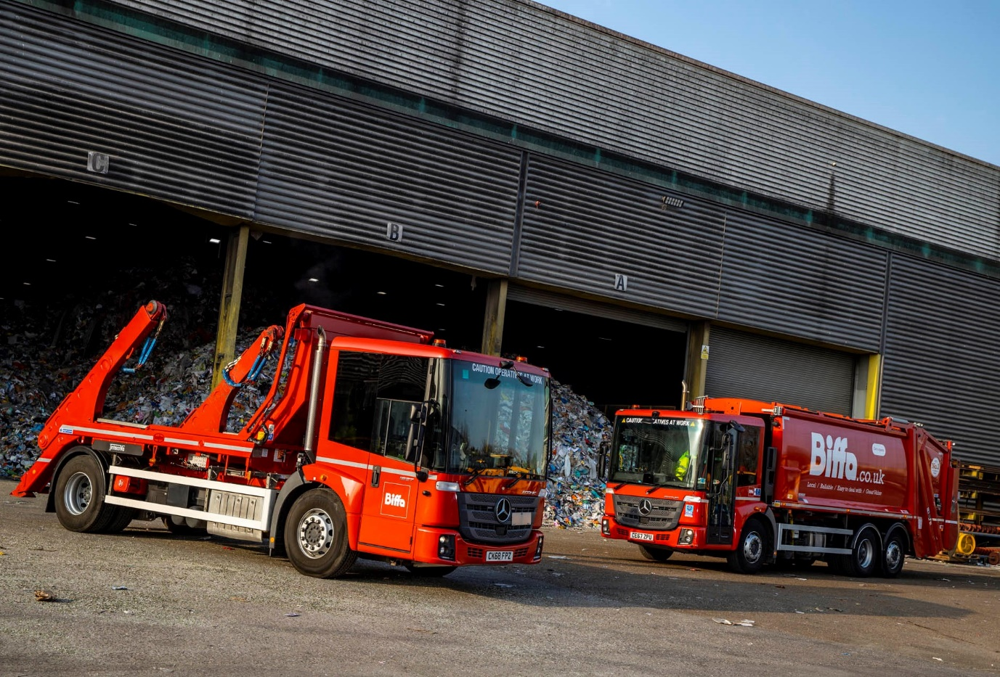 C
B
A
CAUTION OPERATIVES AT WORK
Biffa
CK68 FPZ
CAUTION OPERATIVES AT WORK
CE67 ZPU
Biffa.co.uk
Local / Reliable / Easy to deal with / Great Value